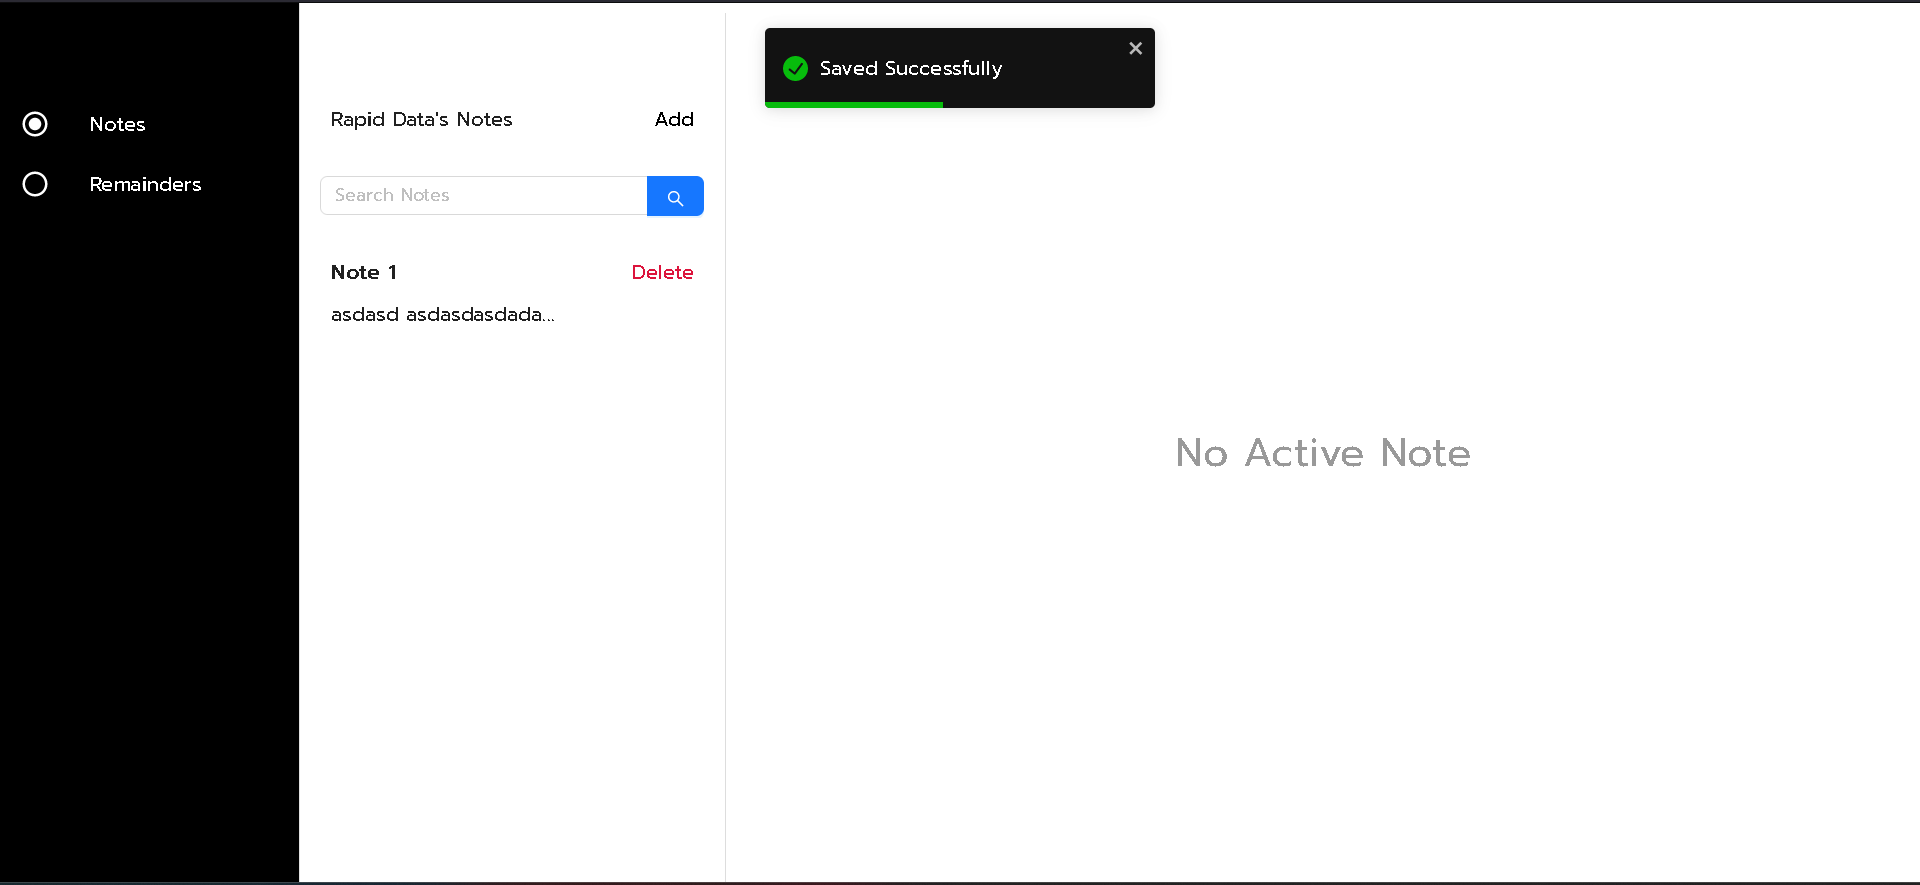 Notes
Remainders
Rapid Data's Notes
Add
Search Notes
Note 1
Delete
asdasd asdasdasdada...
Saved Successfully
No Active Note